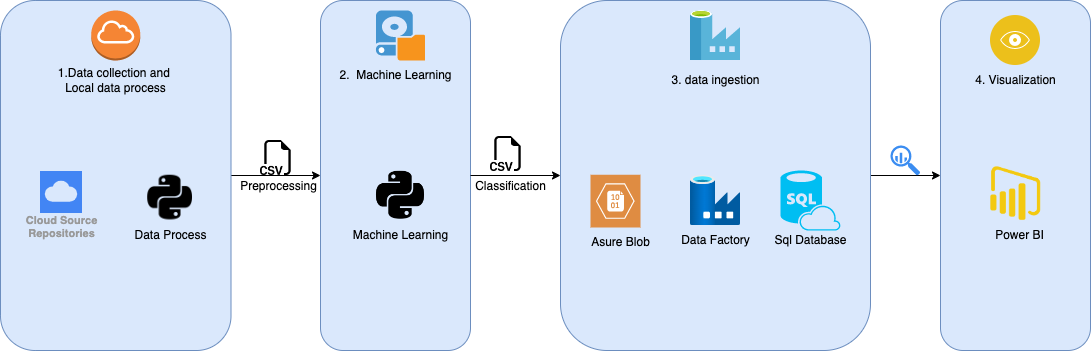 1.Data collection and
Local data process
2. Machine Learning
3. data ingestion
4. Visualization
CSV
Preprocessing
CSV
Classification
Cloud Source
Repositories
Data Process
Machine Learning
10
01
Asure Blob
Data Factory
SQL
Sql Database
Power BI